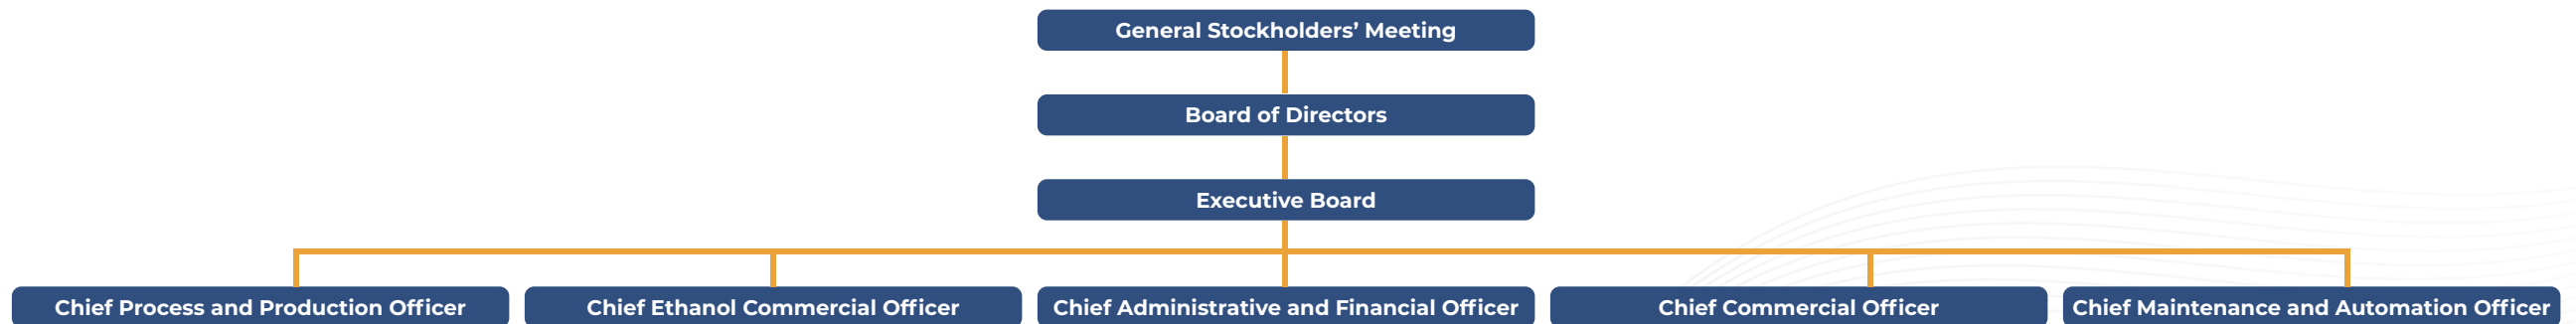 General Stockholders’ Meeting
Board of Directors
Executive Board
Chief Process and Production Officer
Chief Ethanol Commercial Officer
Chief Administrative and Financial Officer
Chief Commercial Officer
Chief Maintenance and Automation Officer